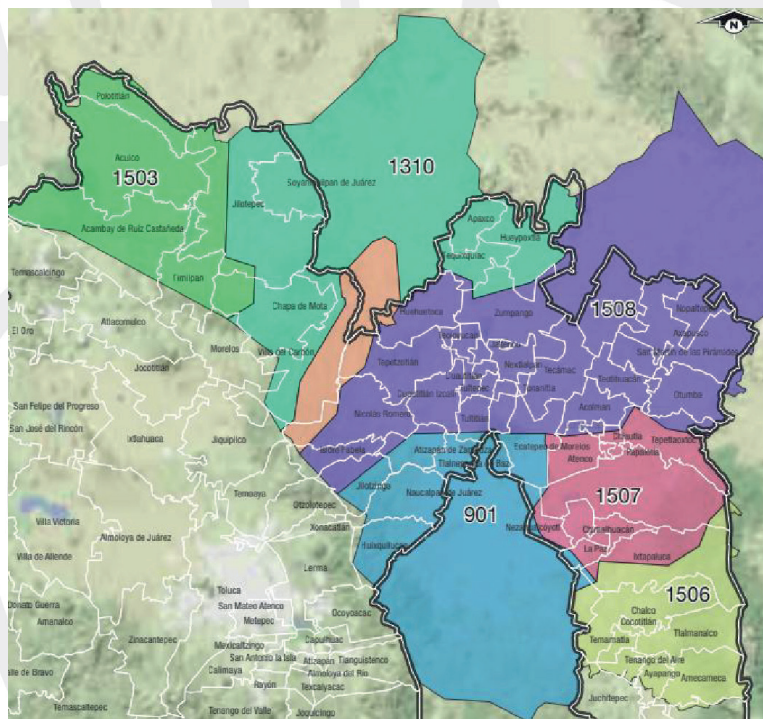 N
Polotitlán
Aculco
1503
1310
Soyaniquilpan de Juárez
Jilotepec
Acambay de Ruíz Castañeda
Apaxco
Hueypoxtla
Tequixquiac
Temascalcingo
Timilpan
Chapa de Mota
Huehuetoca
Zumpango
1508
Nopaltepec
Axapusco
El Oro
Atlacomulco
Morelos
Villa del Carbón
Tepotzotlán
Nextlalpan
Tecámac
Teotihuacán
San Martín de las Pirámides
Jocotitlán
Cuautitlán
Cuautitlán Izcalli
Tultepec
Tonanitla
Otumba
San Felipe del Progreso
Nicolás Romero
Tultitlán
Acolman
San José del Rincón
Ixtlahuaca
Jiquipilco
Isidro Fabela
Atizapán de Zaragoza
Ecatepec de Morelos
Chiautla
Tepetlaoxtoc
Papalotla
Tlalnepantla de Baz
Atenco
Temoaya
Jilotzingo
Naucalpan de Juárez
1507
Otzolotepec
901
Villa Victoria
Xonacatlán
Nezahualcóyotl
Chimalhuacán
Almoloya de Juárez
Huixquilucan
La Paz
Ixtapaluca
Villa de Allende
Lerma
1506
Toluca
Donato Guerra
San Mateo Atenco
Ocoyoacac
Chalco
Amanalco
Metepec
Cocotitlán
Zinacantepec
Capulhuac
Temamatla
Tlalmanalco
Mexicaltzingo
San Antonio la Isla
Atizapán
Tianguistenco
Tenango del Aire
Valle de Bravo
Calimaya
Almoloya del Río
Ayapango
Rayón
Texcalyacac
Amecameca
Temascaltepec
Juchitepec
Tenango del Valle
Joquicingo